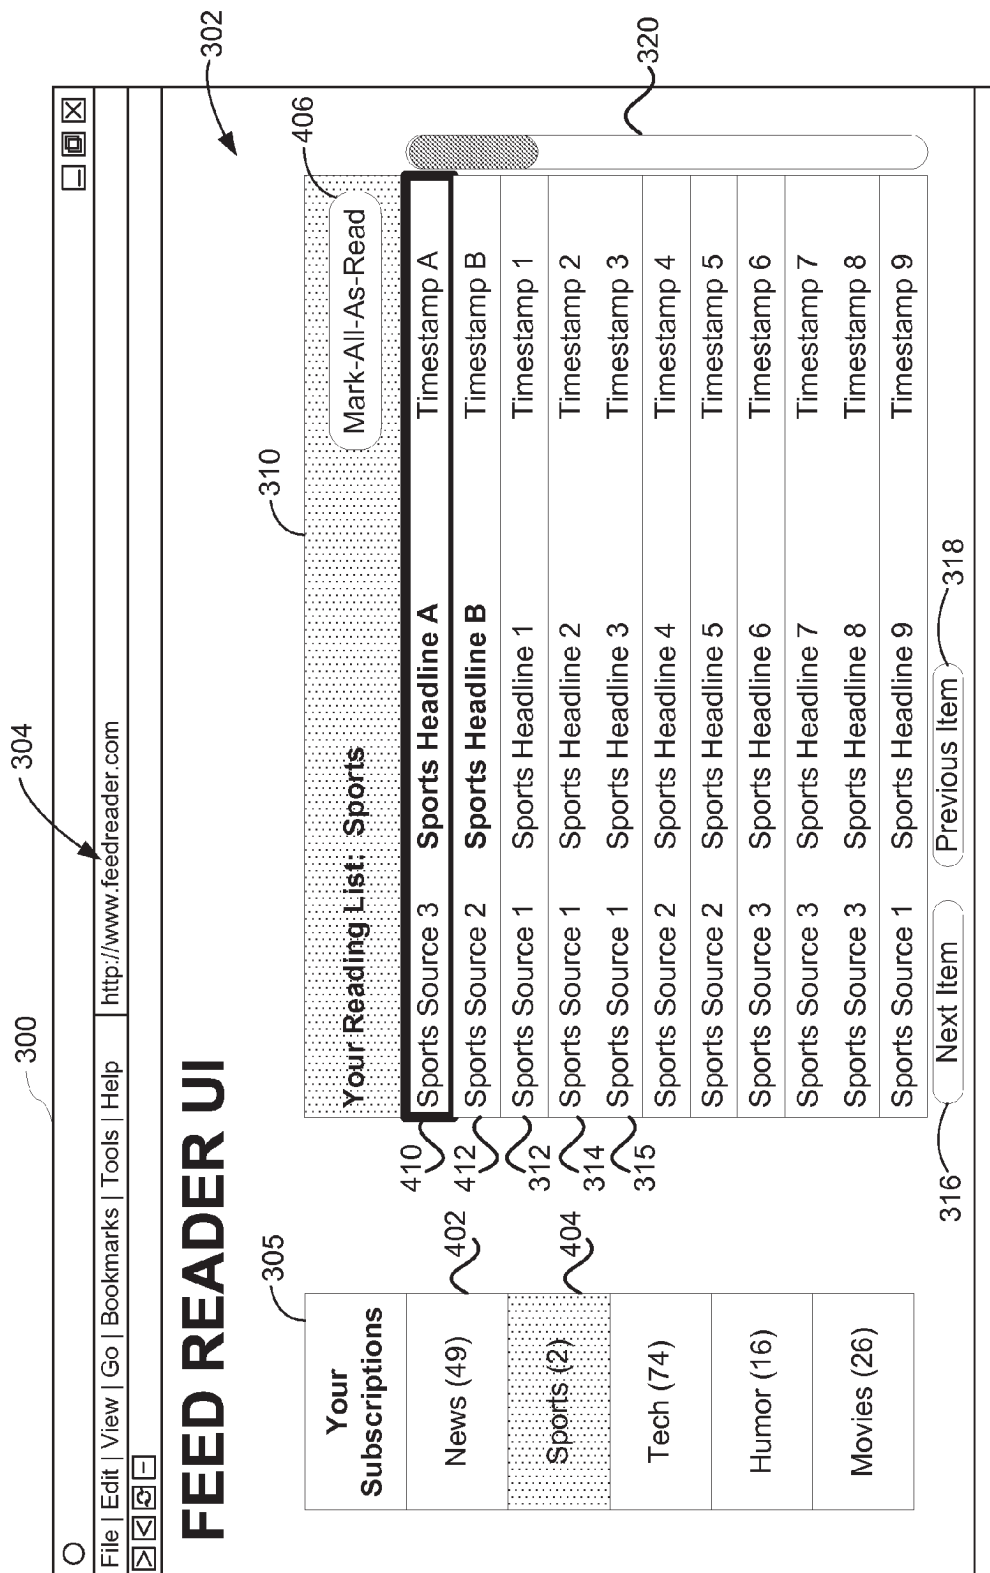 300
304
File | Edit | View | Go | Bookmarks | Tools | Help
http://www.feedreader.com
302
FEED READER UI
305
310
406
Your
Subscriptions
News (49)
402
Sports (2)
404
Tech (74)
Humor (16)
Movies (26)
Your Reading List: Sports
Mark-All-As-Read
410
Sports Source 3 Sports Headline A Timestamp A
412
Sports Source 2 Sports Headline B Timestamp B
312
Sports Source 1 Sports Headline 1 Timestamp 1
314
Sports Source 1 Sports Headline 2 Timestamp 2
315
Sports Source 1 Sports Headline 3 Timestamp 3
Sports Source 2 Sports Headline 4 Timestamp 4
Sports Source 2 Sports Headline 5 Timestamp 5
Sports Source 3 Sports Headline 6 Timestamp 6
Sports Source 3 Sports Headline 7 Timestamp 7
Sports Source 3 Sports Headline 8 Timestamp 8
Sports Source 1 Sports Headline 9 Timestamp 9
320
316
Next Item
Previous Item
318